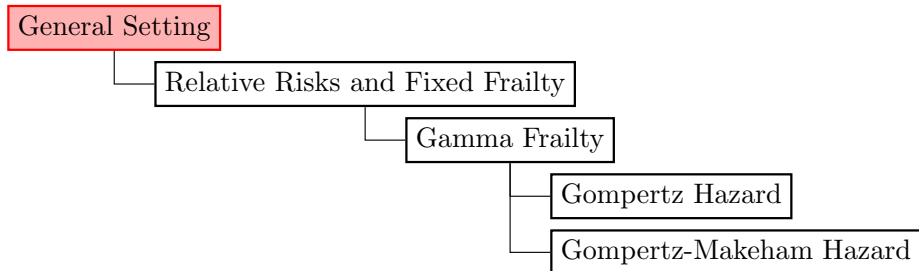 General Setting
Relative Risks and Fixed Frailty
Gamma Frailty
Gompertz Hazard
Gompertz-Makeham Hazard